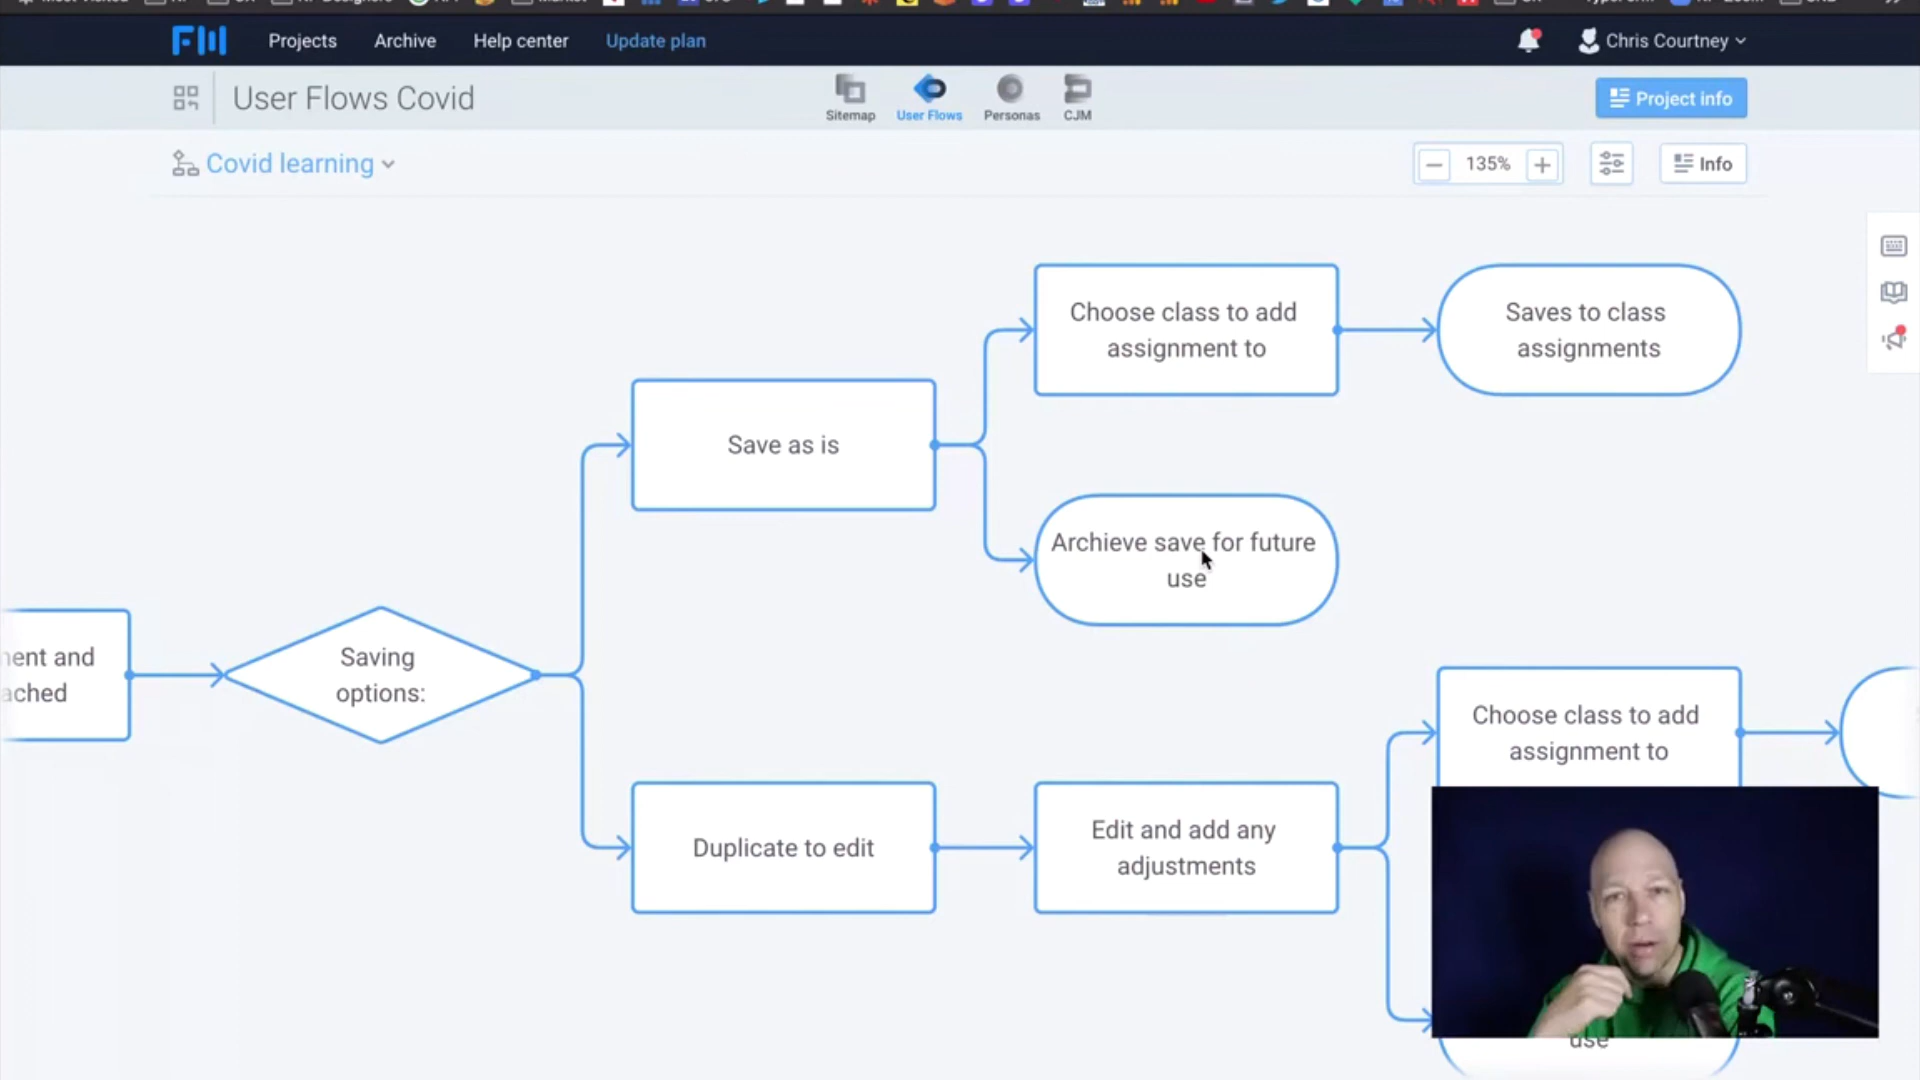 Projects
Archive
Help center
Update plan
Chris Courtney
User Flows Covid
Sitemap
User Flows
Personas
CJM
Project info
Covid learning
135%
Info
Choose class to add
assignment to
Saves to class
assignments
Save as is
Archieve save for future
use
ent and
ached
Saving
options:
Choose class to add
assignment to
Duplicate to edit
Edit and add any
adjustments
use